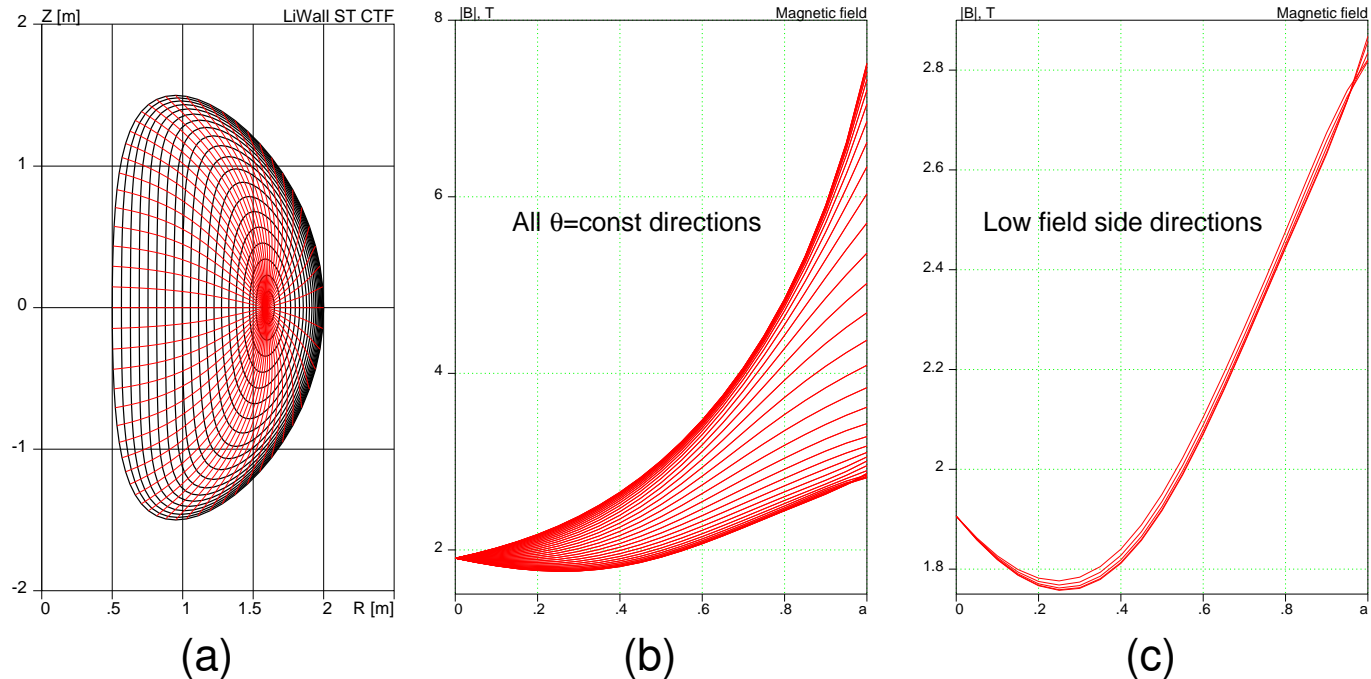 Z [m] LiWall ST CTF
2
1
0
-1
-2
0 .5 1 1.5 2 R [m]
(a)
|B|, T Magnetic field
8
6
All θ=const directions
4
2
0 .2 .4 .6 .8 a
(b)
|B|, T Magnetic field
2.8
2.6
Low field side directions
2.4
2.2
2
1.8
0 .2 .4 .6 .8 a
(c)